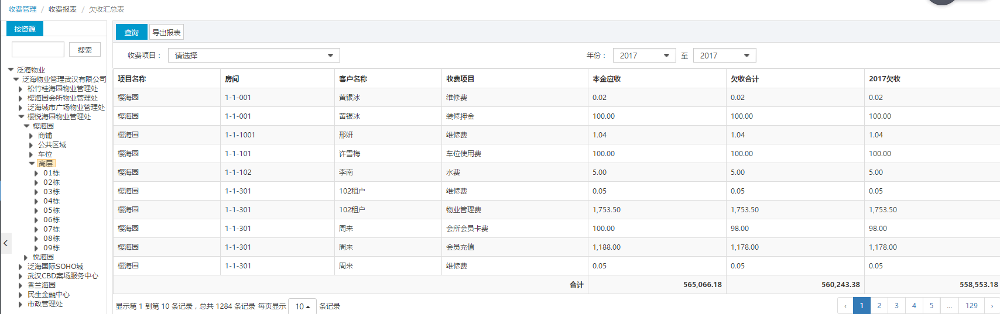 收费管理 / 收费报表 / 欠收汇总表
按资源
搜索
泛海物业
泛海物业管理武汉有限公司
松竹桂海园物业管理处
樱海园会所物业管理处
泛海城市广场物业管理处
樱悦海园物业管理处
樱海园
商铺
公共区域
车位
高层
01栋
02栋
03栋
04栋
05栋
06栋
07栋
08栋
09栋
悦海园
泛海国际SOHO城
武汉CBD案场服务中心
香兰海园
民生金融中心
市政管理处
查询 导出报表
收费项目： 请选择 年份： 2017 至 2017
项目名称 房间 客户名称 收费项目 本金应收 欠收合计 2017欠收
樱海园 1-1-001 黄银冰 维修费 0.02 0.02 0.02
樱海园 1-1-001 黄银冰 装修押金 100.00 100.00 100.00
樱海园 1-1-1001 邢妍 维修费 1.04 1.04 1.04
樱海园 1-1-101 许雪梅 车位使用费 100.00 100.00 100.00
樱海园 1-1-102 李南 水费 5.00 5.00 5.00
樱海园 1-1-301 102租户 维修费 0.05 0.05 0.05
樱海园 1-1-301 102租户 物业管理费 1,753.50 1,753.50 1,753.50
樱海园 1-1-301 周来 会所会员卡费 100.00 98.00 98.00
樱海园 1-1-301 周来 会员充值 1,188.00 1,178.00 1,178.00
樱海园 1-1-301 周来 维修费 0.05 0.05 0.05
合计 565,066.18 560,243.38 558,553.18
显示第 1 到第 10 条记录，总共 1284 条记录 每页显示 10 条记录
‹ 1 2 3 4 5 ... 129 ›